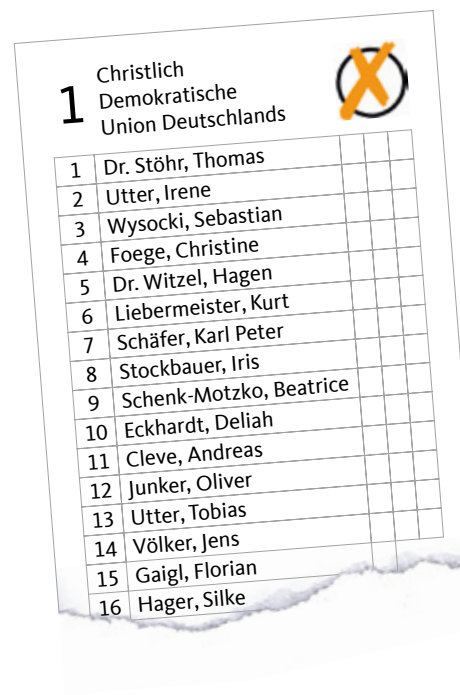 1
Christlich
Demokratische
Union Deutschlands
1 Dr. Stöhr, Thomas
2 Utter, Irene
3 Wysocki, Sebastian
4 Foege, Christine
5 Dr. Witzel, Hagen
6 Liebermeister, Kurt
7 Schäfer, Karl Peter
8 Stockbauer, Iris
9 Schenk-Motzko, Beatrice
10 Eckhardt, Deliah
11 Cleve, Andreas
12 Junker, Oliver
13 Utter, Tobias
14 Völker, Jens
15 Gaigl, Florian
16 Hager, Silke